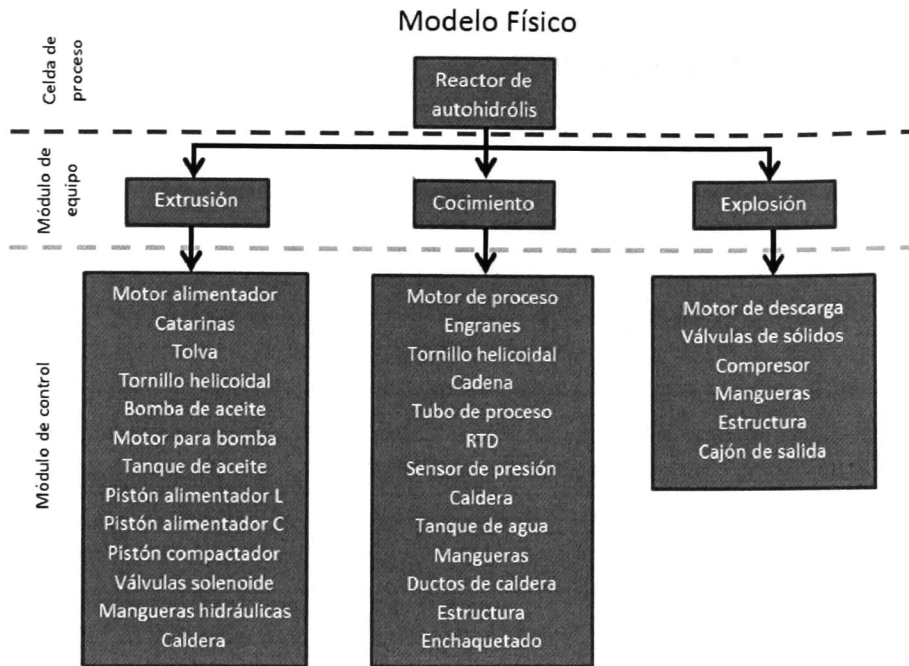 Modelo Físico
Celda de
proceso
Reactor de
autohidrólis
Módulo de
equipo
Extrusión
Cocimiento
Explosión
Módulo de control
Motor alimentador
Catarinas
Tolva
Tornillo helicoidal
Bomba de aceite
Motor para bomba
Tanque de aceite
Pistón alimentador L
Pistón alimentador C
Pistón compactador
Válvulas solenoide
Mangueras hidráulicas
Caldera
Motor de proceso
Engranes
Tornillo helicoidal
Cadena
Tubo de proceso
RTD
Sensor de presión
Caldera
Tanque de agua
Mangueras
Ductos de caldera
Estructura
Enchaquetado
Motor de descarga
Válvulas de sólidos
Compresor
Mangueras
Estructura
Cajón de salida